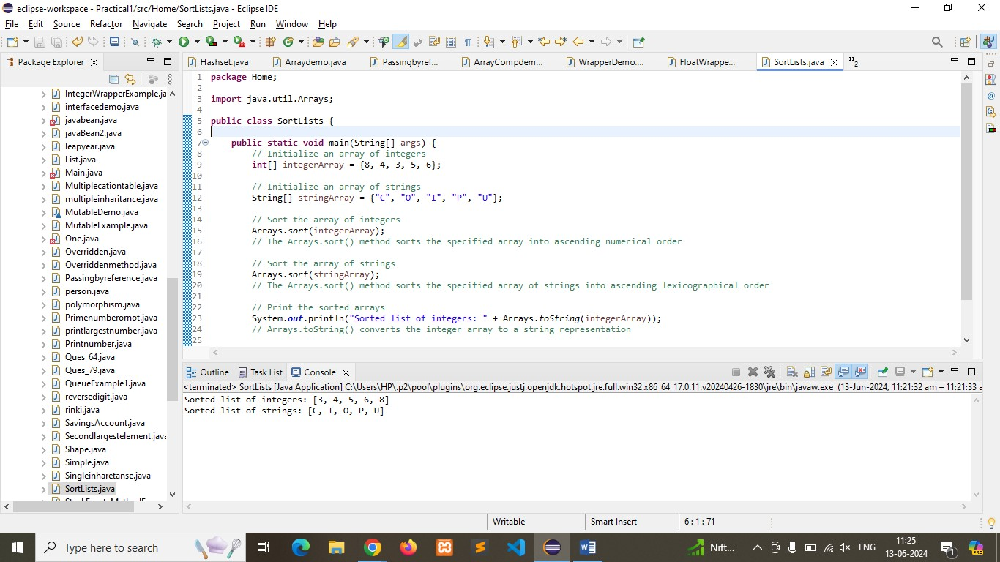 eclipse-workspace - Practical1/src/Home/SortLists.java - Eclipse IDE
File Edit Source Refactor Navigate Search Project Run Window Help
Package Explorer
Hashset.java Arraydemo.java Passingbyref... ArrayCompdem... WrapperDemo.... FloatWrappe... SortLists.java »2
IntegerWrapperExample.ja
interfacedemo.java
javabean.java
javaBean2.java
leapyear.java
List.java
Main.java
Multiplecationtable.java
multipleinharitance.java
MutableDemo.java
MutableExample.java
One.java
Overridden.java
Overriddenmethod.java
Passingbyreference.java
person.java
polymorphism.java
Primenumberornot.java
printlargestnumber.java
Printnumber.java
Ques_64.java
Ques_79.java
QueueExample1.java
reversedigit.java
rinki.java
SavingsAccount.java
Secondlargestelement.java
Shape.java
Simple.java
Singleinharetanse.java
SortLists.java
1 package Home;
2
3 import java.util.Arrays;
4
5 public class SortLists {
6
7 public static void main(String[] args) {
8 // Initialize an array of integers
9 int[] integerArray = {8, 4, 3, 5, 6};
10
11 // Initialize an array of strings
12 String[] stringArray = {"C", "O", "I", "P", "U"};
13
14 // Sort the array of integers
15 Arrays.sort(integerArray);
16 // The Arrays.sort() method sorts the specified array into ascending numerical order
17
18 // Sort the array of strings
19 Arrays.sort(stringArray);
20 // The Arrays.sort() method sorts the specified array of strings into ascending lexicographical order
21
22 // Print the sorted arrays
23 System.out.println("Sorted list of integers: " + Arrays.toString(integerArray));
24 // Arrays.toString() converts the integer array to a string representation
25
Outline Task List Console
<terminated> SortLists [Java Application] C:\Users\HP\.p2\pool\plugins\org.eclipse.justj.openjdk.hotspot.jre.full.win32.x86_64_17.0.11.v20240426-1830\jre\bin\javaw.exe (13-Jun-2024, 11:21:32 am – 11:21:33 a
Sorted list of integers: [3, 4, 5, 6, 8]
Sorted list of strings: [C, I, O, P, U]
Writable Smart Insert 6 : 1 : 71
Type here to search
Nift...
ENG
11:25
13-06-2024
1
PRE